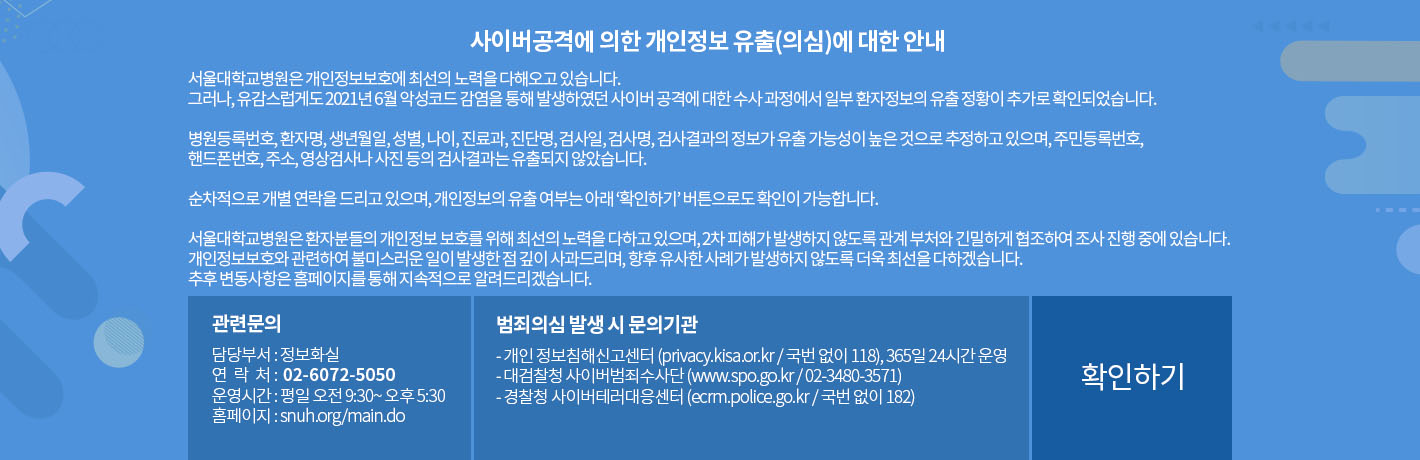 사이버공격에 의한 개인정보 유출(의심)에 대한 안내
서울대학교병원은 개인정보보호에 최선의 노력을 다해오고 있습니다.
그러나, 유감스럽게도 2021년 6월 악성코드 감염을 통해 발생하였던 사이버 공격에 대한 수사 과정에서 일부 환자정보의 유출 정황이 추가로 확인되었습니다.
병원등록번호, 환자명, 생년월일, 성별, 나이, 진료과, 진단명, 검사일, 검사명, 검사결과의 정보가 유출 가능성이 높은 것으로 추정하고 있으며, 주민등록번호,
핸드폰번호, 주소, 영상검사나 사진 등의 검사결과는 유출되지 않았습니다.
순차적으로 개별 연락을 드리고 있으며, 개인정보의 유출 여부는 아래 ‘확인하기’ 버튼으로도 확인이 가능합니다.
서울대학교병원은 환자분들의 개인정보 보호를 위해 최선의 노력을 다하고 있으며, 2차 피해가 발생하지 않도록 관계 부처와 긴밀하게 협조하여 조사 진행 중에 있습니다.
개인정보보호와 관련하여 불미스러운 일이 발생한 점 깊이 사과드리며, 향후 유사한 사례가 발생하지 않도록 더욱 최선을 다하겠습니다.
추후 변동사항은 홈페이지를 통해 지속적으로 알려드리겠습니다.
관련문의
담당부서 : 정보화실
연 락 처 : 02-6072-5050
운영시간 : 평일 오전 9:30~ 오후 5:30
홈페이지 : snuh.org/main.do
범죄의심 발생 시 문의기관
- 개인 정보침해신고센터 (privacy.kisa.or.kr / 국번 없이 118), 365일 24시간 운영
- 대검찰청 사이버범죄수사단 (www.spo.go.kr / 02-3480-3571)
- 경찰청 사이버테러대응센터 (ecrm.police.go.kr / 국번 없이 182)
확인하기